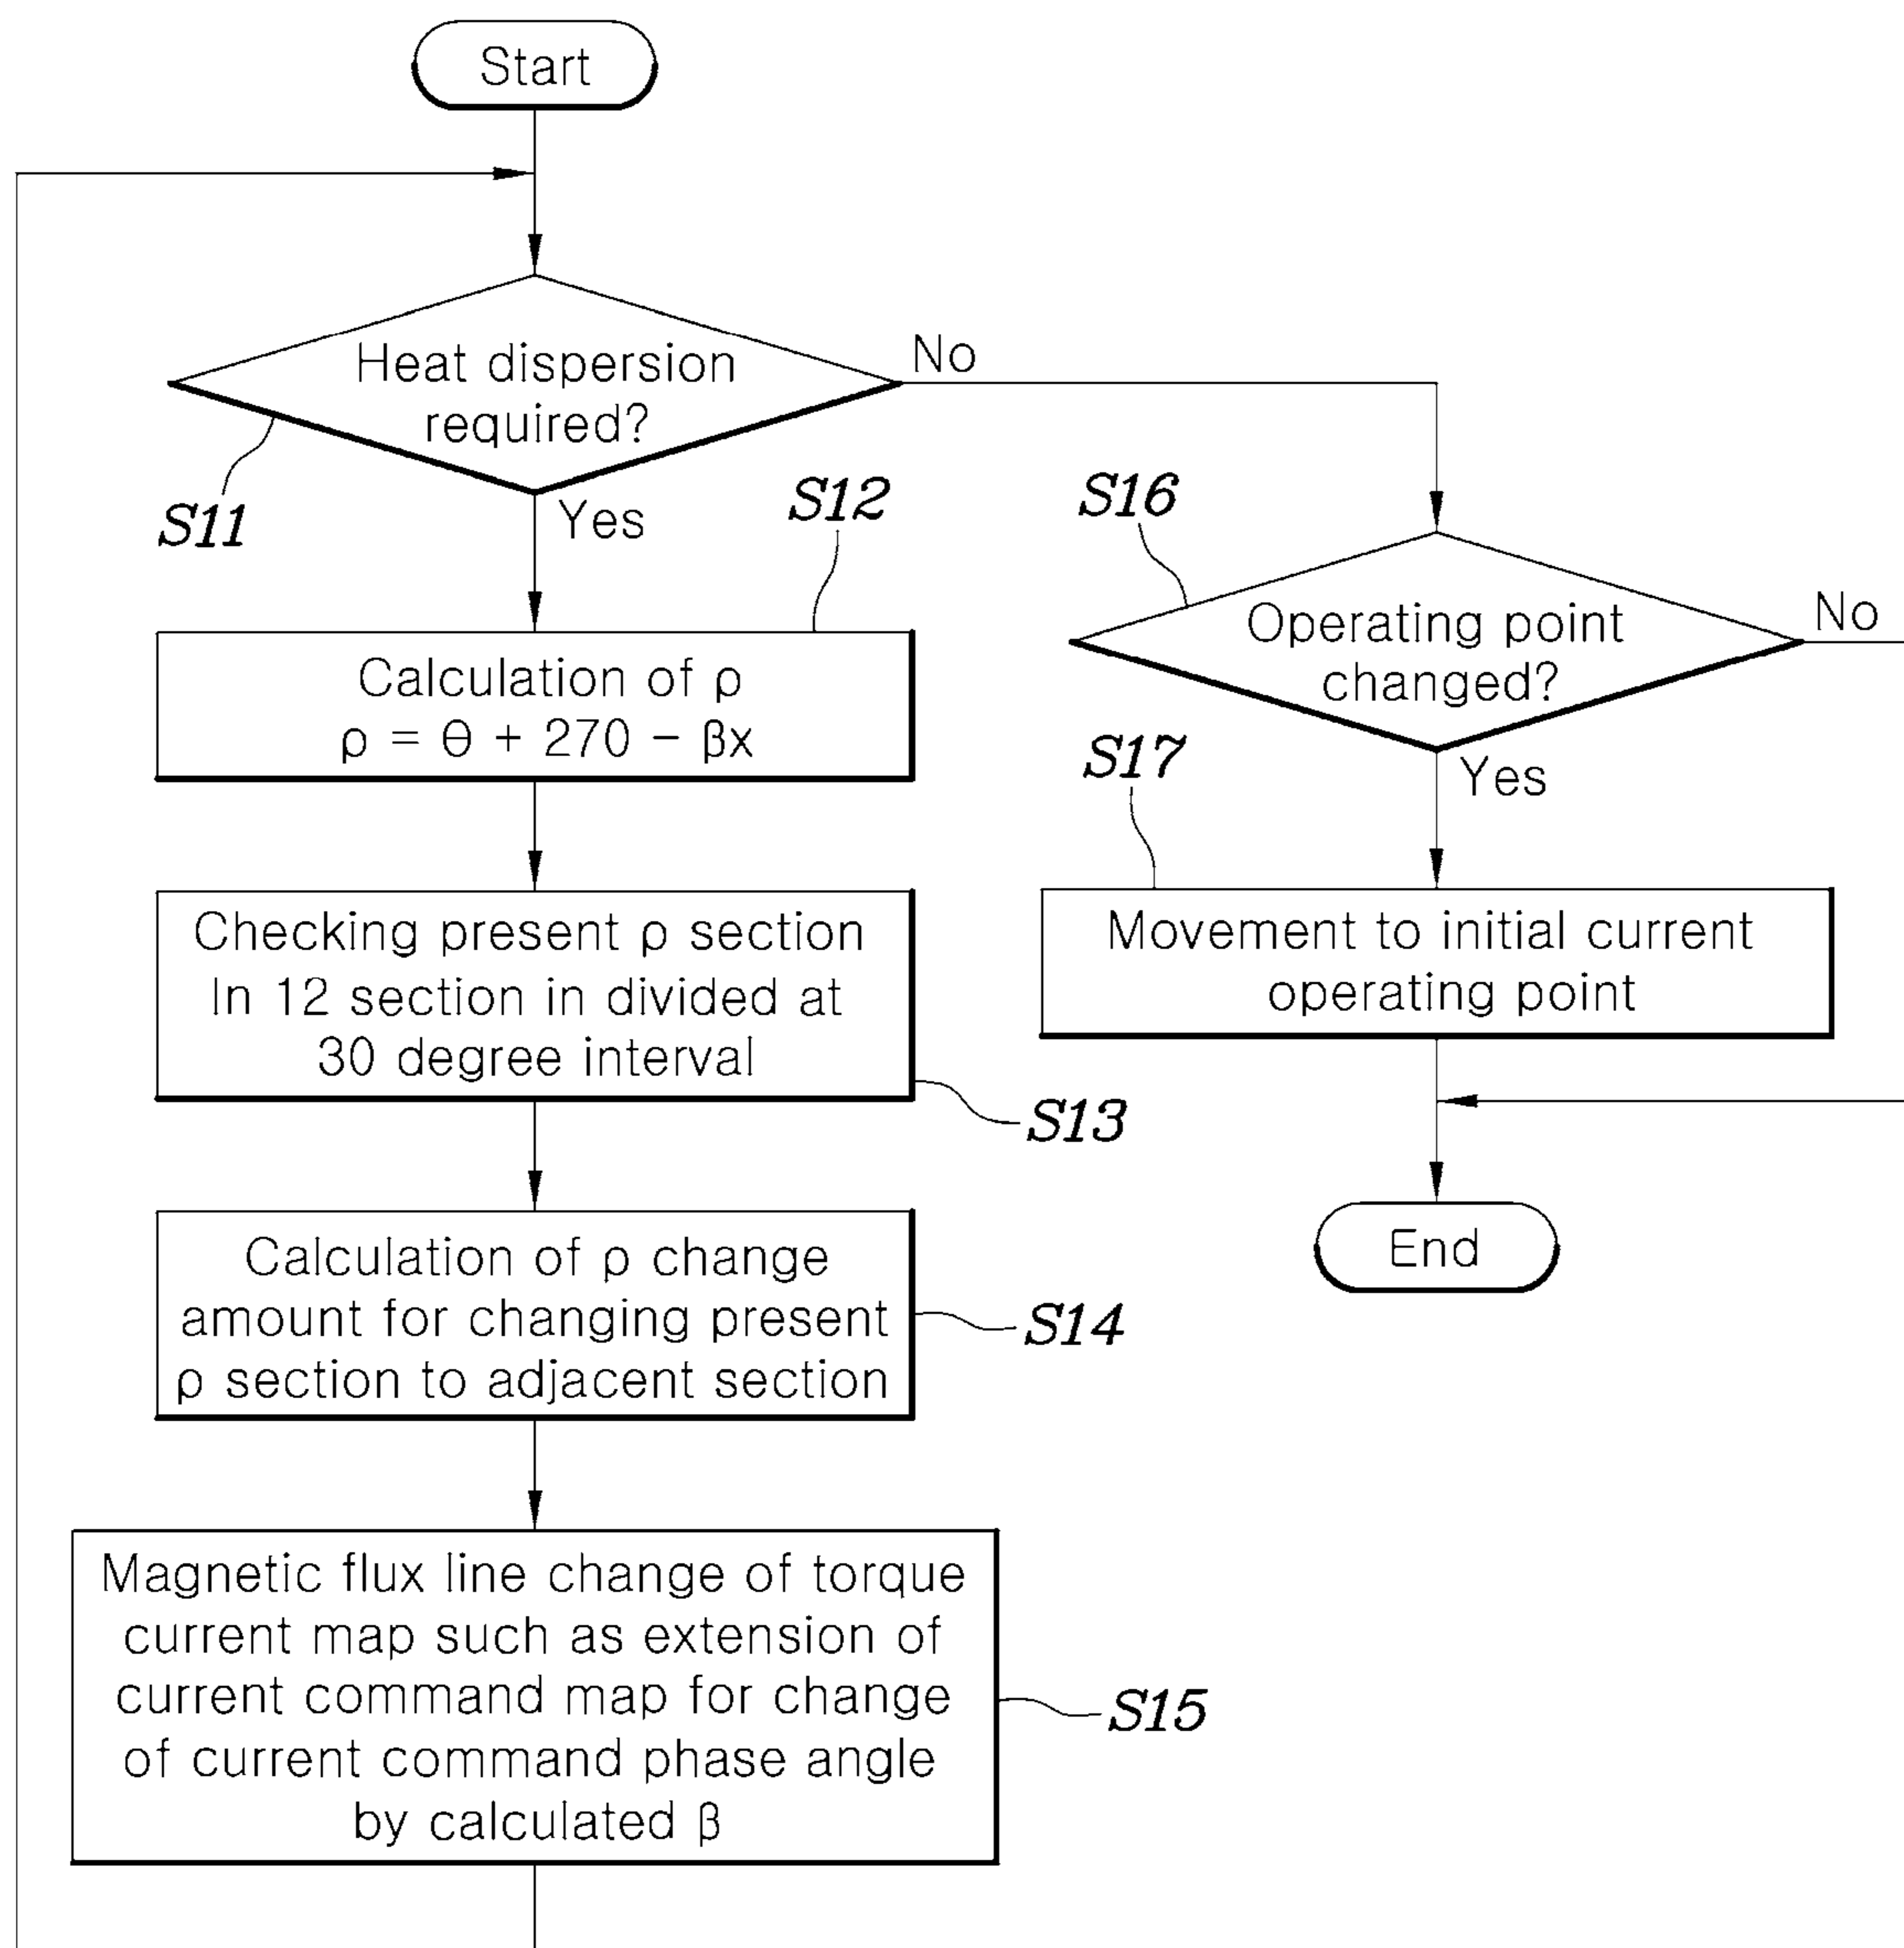 Start
Heat dispersion
required?
No
S11
Yes
S12
Calculation of ρ
ρ = θ + 270 − βx
Checking present ρ section
In 12 section in divided at
30 degree interval
S13
Calculation of ρ change
amount for changing present
ρ section to adjacent section
S14
Magnetic flux line change of torque
current map such as extension of
current command map for change
of current command phase angle
by calculated β
S15
S16
Operating point
changed?
No
Yes
S17
Movement to initial current
operating point
End